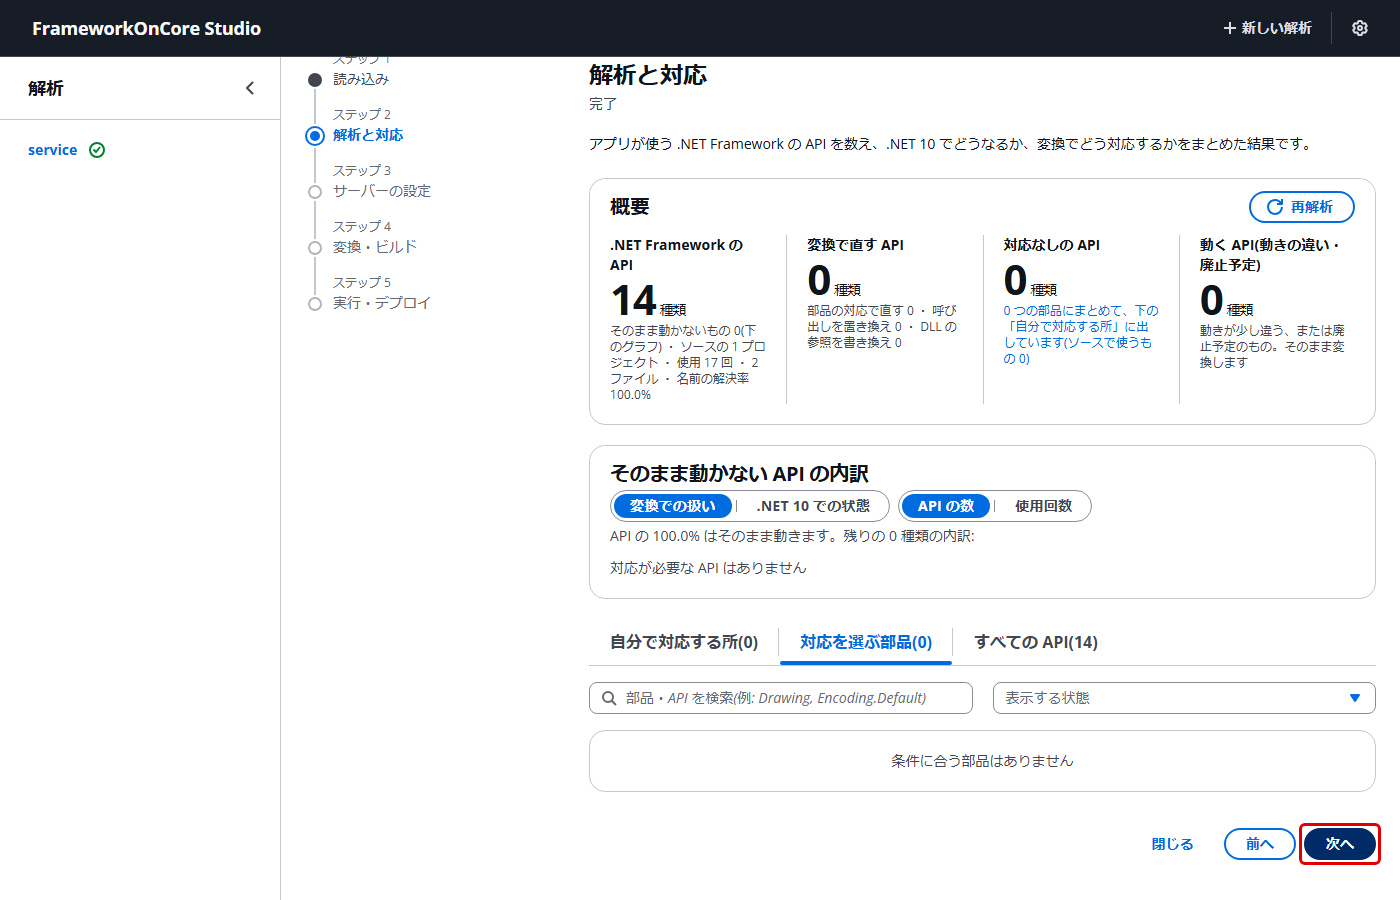 FrameworkOnCore Studio
新しい解析
解析
service
ステップ 1
読み込み
ステップ 2
解析と対応
ステップ 3
サーバーの設定
ステップ 4
変換・ビルド
ステップ 5
実行・デプロイ
解析と対応
完了
アプリが使う .NET Framework の API を数え、.NET 10 でどうなるか、変換でどう対応するかをまとめた結果です。
概要
再解析
.NET Framework の
API
14 種類
そのまま動かないもの 0(下
のグラフ) ・ ソースの 1 プロ
ジェクト ・ 使用 17 回 ・ 2
ファイル ・ 名前の解決率
100.0%
変換で直す API
0 種類
部品の対応で直す 0 ・ 呼び
出しを置き換え 0 ・ DLL の
参照を書き換え 0
対応なしの API
0 種類
0 つの部品にまとめて、下の
「自分で対応する所」に出
しています(ソースで使うも
の 0)
動く API(動きの違い・
廃止予定)
0 種類
動きが少し違う、または廃
止予定のもの。そのまま変
換します
そのまま動かない API の内訳
変換での扱い
.NET 10 での状態
API の数
使用回数
API の 100.0% はそのまま動きます。残りの 0 種類の内訳:
対応が必要な API はありません
自分で対応する所(0)
対応を選ぶ部品(0)
すべての API(14)
部品・API を検索(例: Drawing, Encoding.Default)
表示する状態
条件に合う部品はありません
閉じる
前へ
次へ